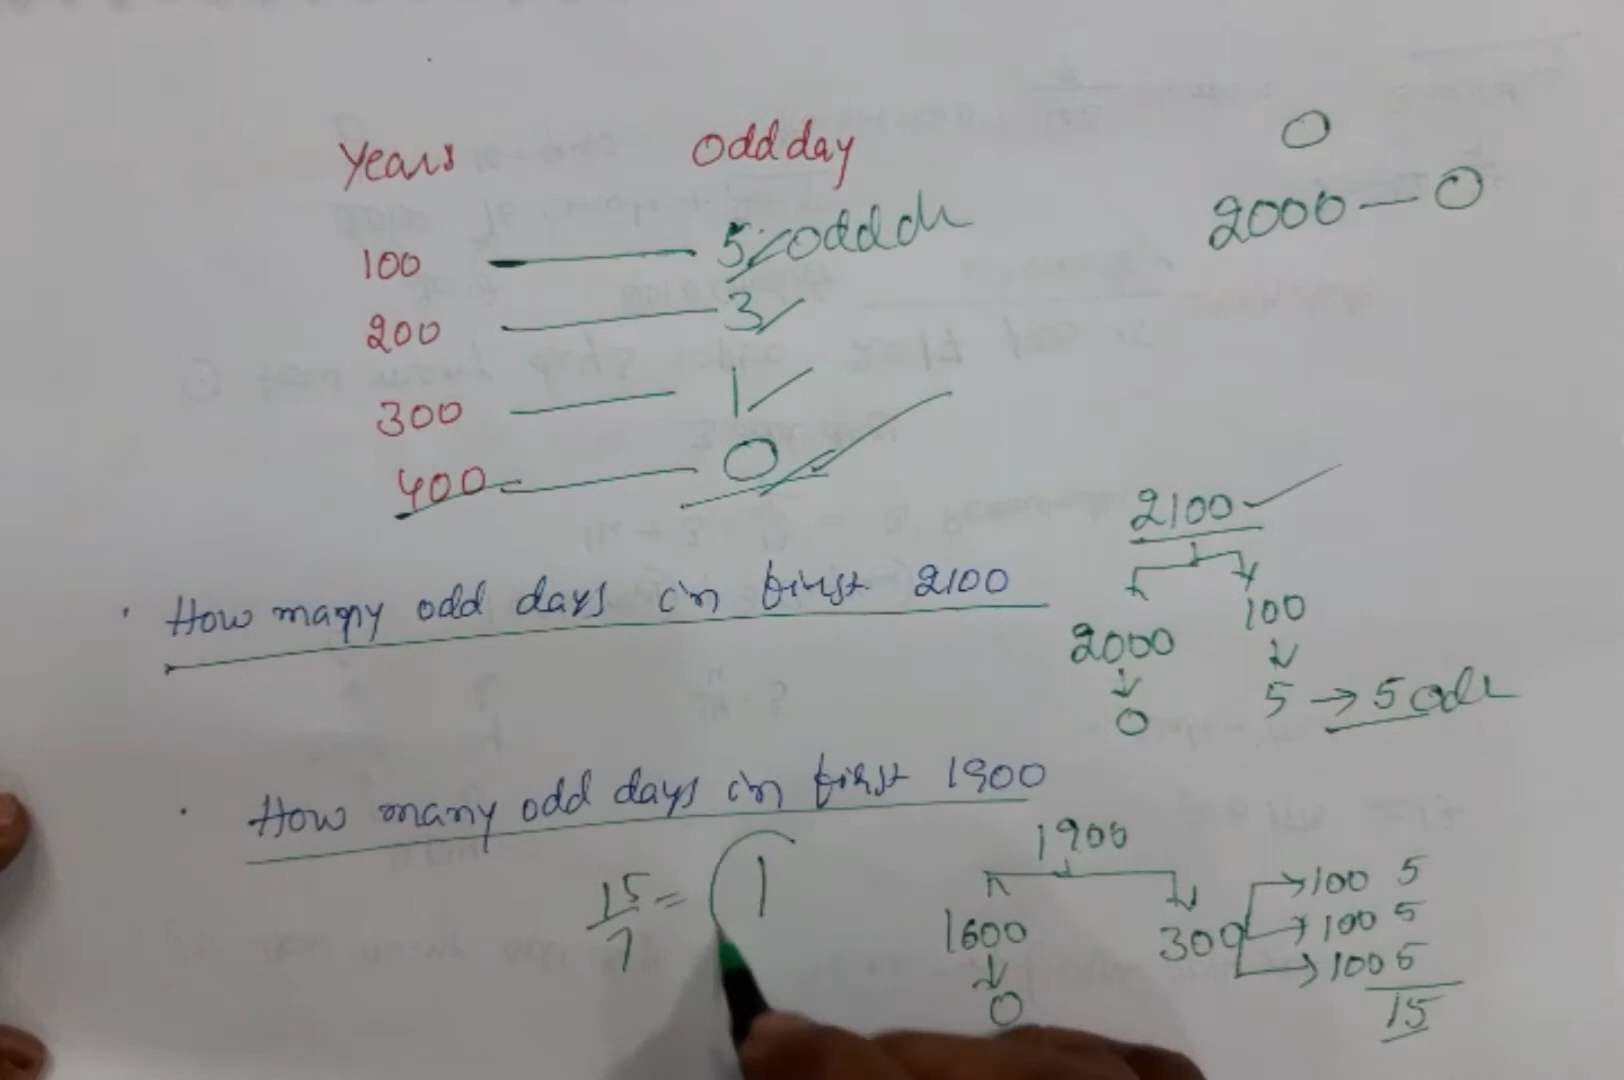 Years Odd day
100 5 odd d
200 3
300 1
400 0
0
2000 — 0
How many odd days in first 2100
2100
2000 100
0 5 → 5 od
How many odd days in first 1900
15/7 = 1
1900
1600 300
0
100 5
100 5
100 5
15